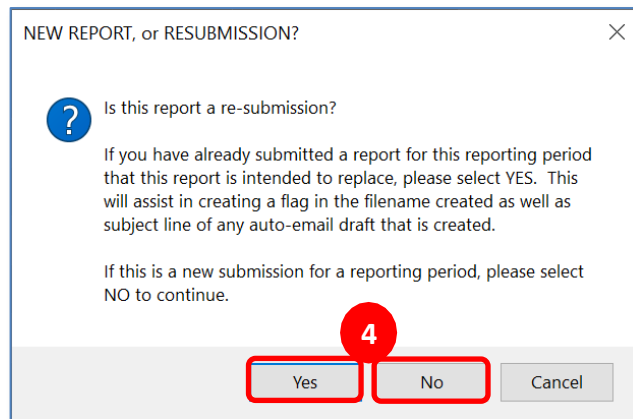 NEW REPORT, or RESUBMISSION?
Is this report a re-submission?
If you have already submitted a report for this reporting period
that this report is intended to replace, please select YES.  This
will assist in creating a flag in the filename created as well as
subject line of any auto-email draft that is created.
If this is a new submission for a reporting period, please select
NO to continue.
4
Yes No Cancel